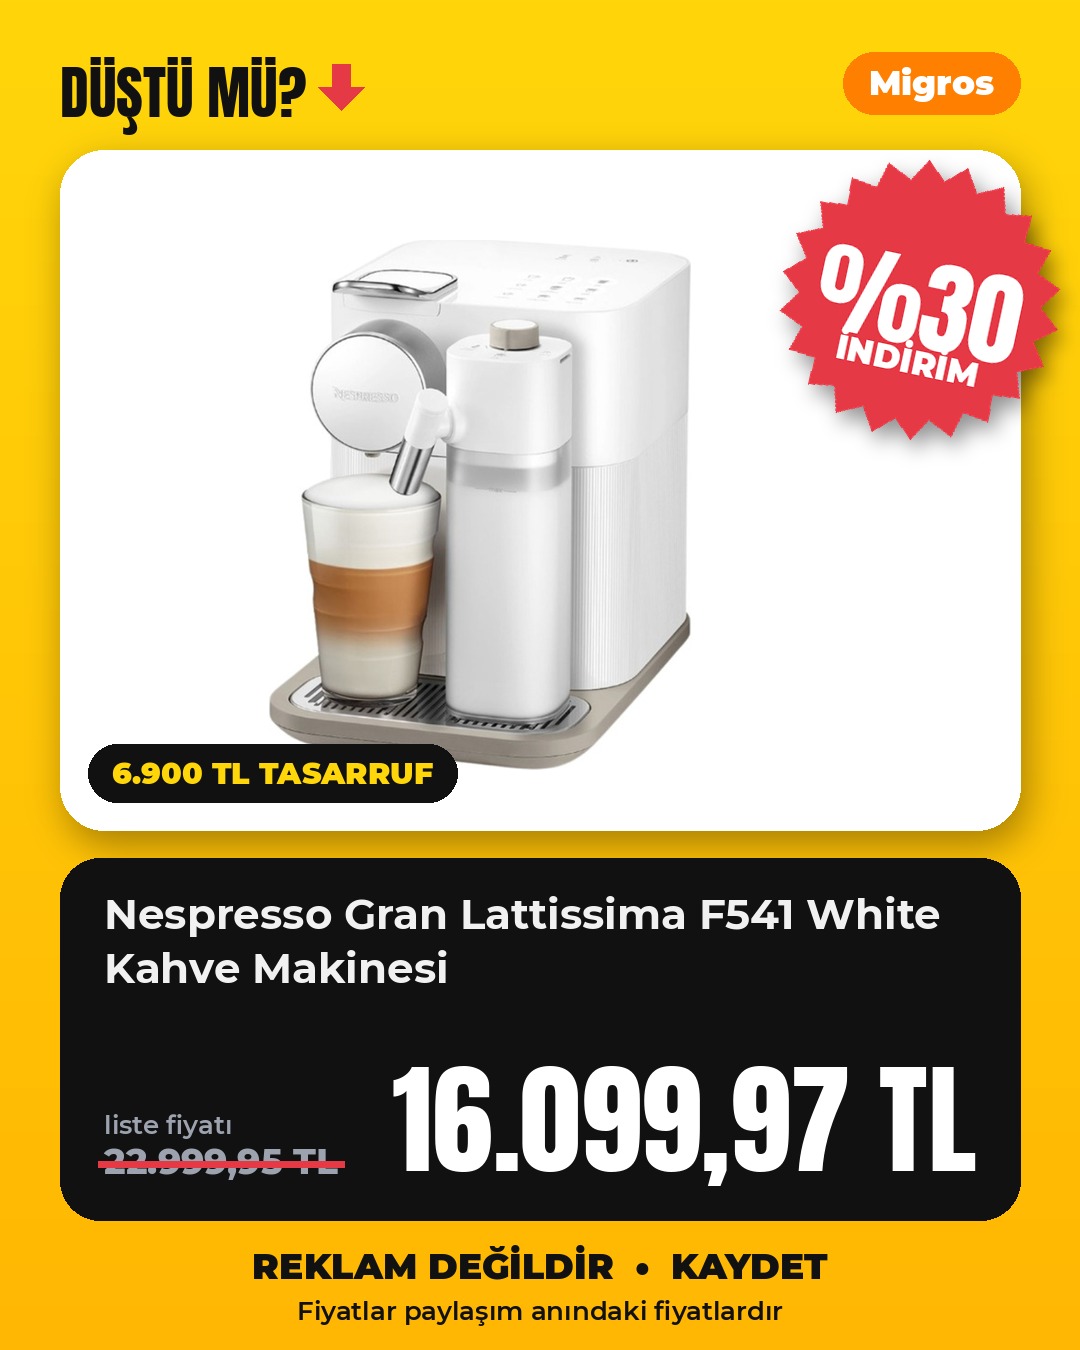 DÜŞTÜ MÜ?
Migros
%30
İNDİRİM
NESPRESSO
6.900 TL TASARRUF
Nespresso Gran Lattissima F541 White
Kahve Makinesi
liste fiyatı
22.999,95 TL
16.099,97 TL
REKLAM DEĞİLDİR • KAYDET
Fiyatlar paylaşım anındaki fiyatlardır